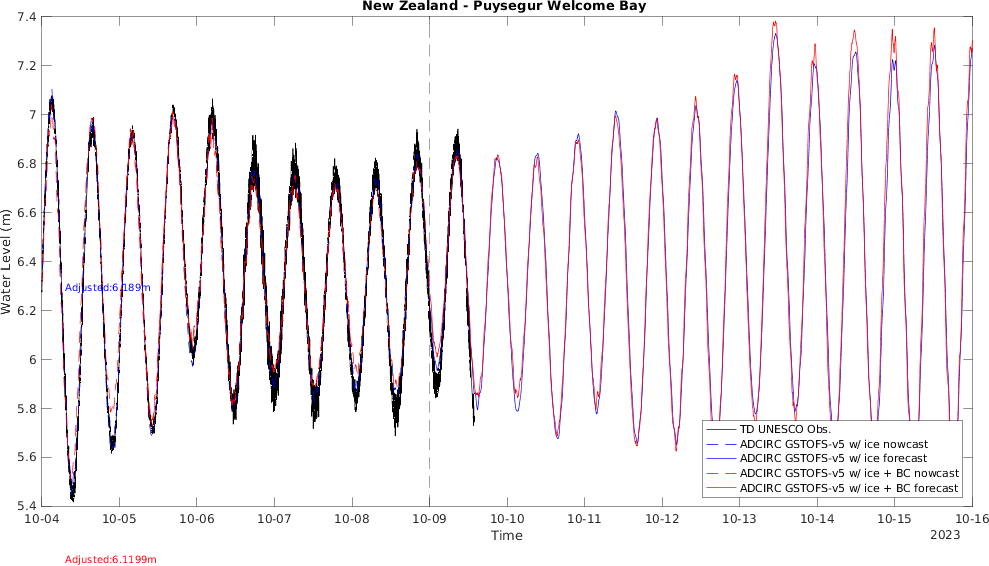 New Zealand - Puysegur Welcome Bay
7.4
7.2
7
6.8
6.6
6.4
6.2
6
5.8
5.6
5.4
Water Level (m)
Adjusted:6.189m
TD UNESCO Obs.
ADCIRC GSTOFS-v5 w/ ice nowcast
ADCIRC GSTOFS-v5 w/ ice forecast
ADCIRC GSTOFS-v5 w/ ice + BC nowcast
ADCIRC GSTOFS-v5 w/ ice + BC forecast
10-04 10-05 10-06 10-07 10-08 10-09 10-10 10-11 10-12 10-13 10-14 10-15 10-16
Time
2023
Adjusted:6.1199m